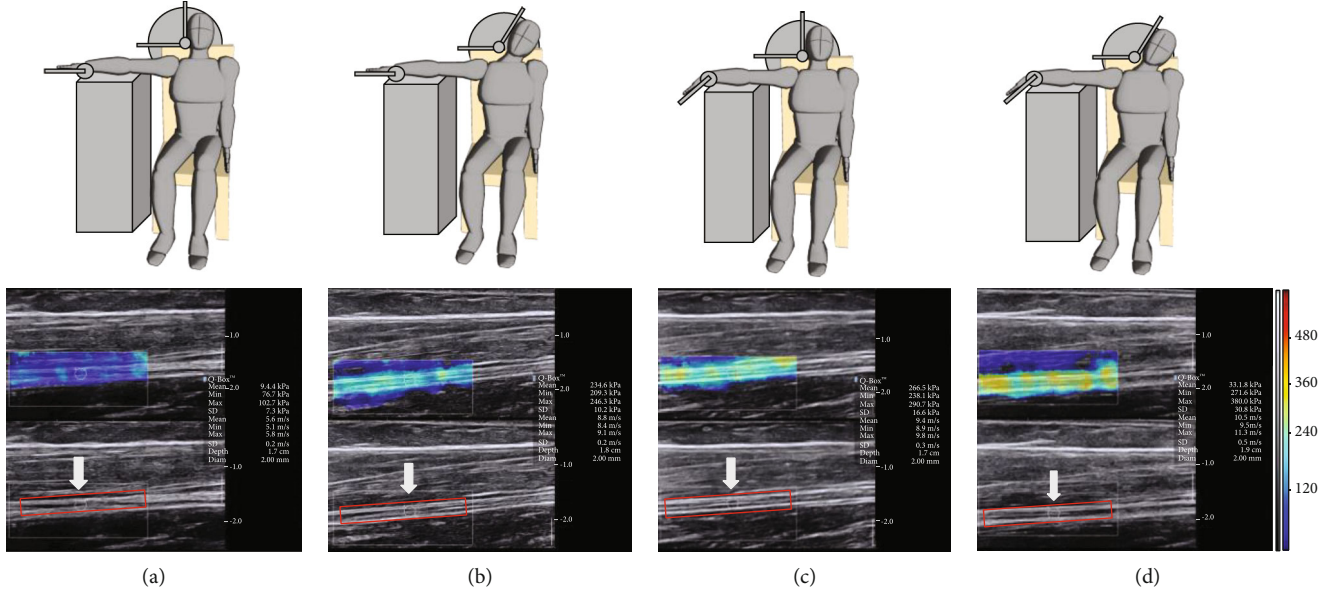 1.0
Q-Box™
2.0
Mean 9.4.4 kPa
Min 76.7 kPa
Max 102.7 kPa
SD 7.3 kPa
Mean 5.6 m/s
Min 5.1 m/s
Max 5.8 m/s
SD 0.2 m/s
Depth 1.7 cm
Diam 2.00 mm
-1.0
-2.0
(a)
-1.0
Q-Box™
-2.0
Mean 234.6 kPa
Min 209.3 kPa
Max 246.3 kPa
SD 10.2 kPa
Mean 8.8 m/s
Min 8.4 m/s
Max 9.1 m/s
SD 0.2 m/s
Depth 1.8 cm
Diam 2.00 mm
-1.0
-2.0
(b)
-1.0
Q-Box™
-2.0
Mean 266.5 kPa
Min 238.1 kPa
Max 290.7 kPa
SD 16.6 kPa
Mean 9.4 m/s
Min 8.9 m/s
Max 9.8 m/s
SD 0.3 m/s
Depth 1.7 cm
Diam 2.00 mm
-1.0
-2.0
(c)
1.0
Q-Box™
2.0
Mean 33.1.8 kPa
Min 271.6 kPa
Max 380.0 kPa
SD 30.8 kPa
Mean 10.5 m/s
Min 9.5m/s
Max 11.3 m/s
SD 0.5 m/s
Depth 1.9 cm
Diam 2.00 mm
-1.0
-2.0
(d)
480
360
240
120